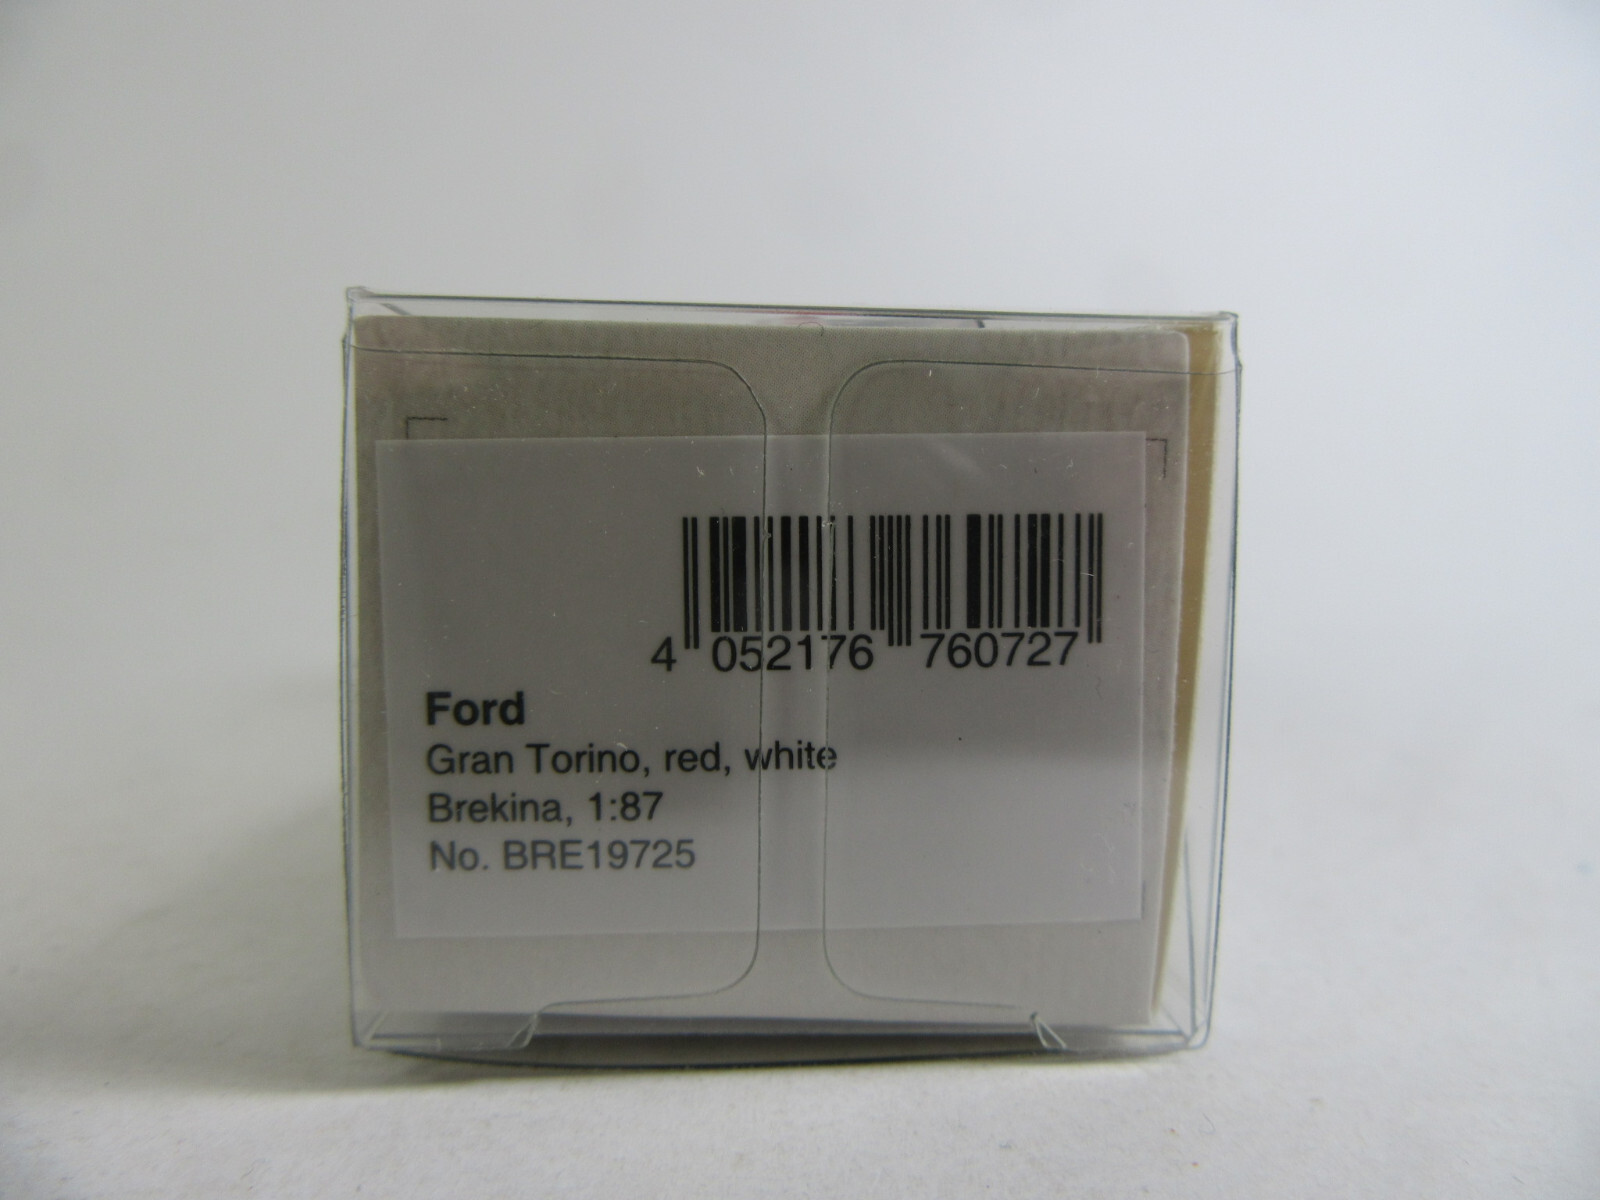 4 052176 760727
Ford
Gran Torino, red, white
Brekina, 1:87
No. BRE19725